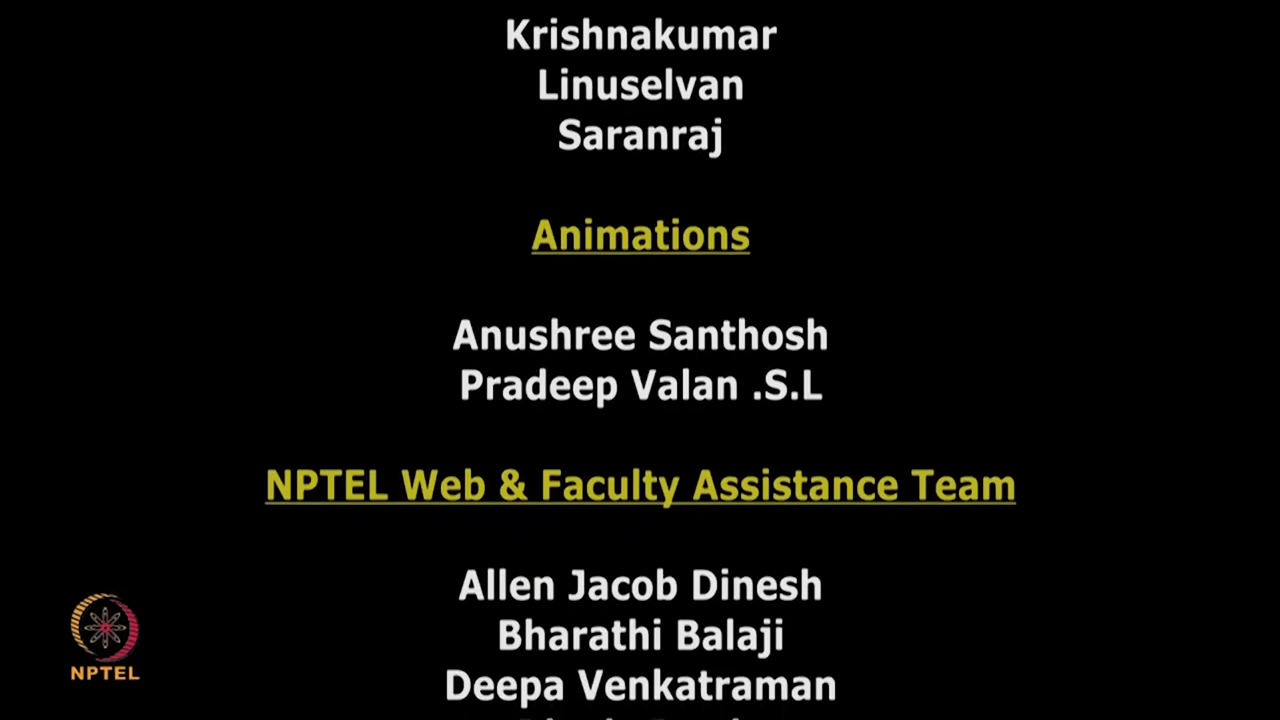 Krishnakumar
Linuselvan
Saranraj
Animations
Anushree Santhosh
Pradeep Valan .S.L
NPTEL Web & Faculty Assistance Team
Allen Jacob Dinesh
Bharathi Balaji
Deepa Venkatraman
NPTEL